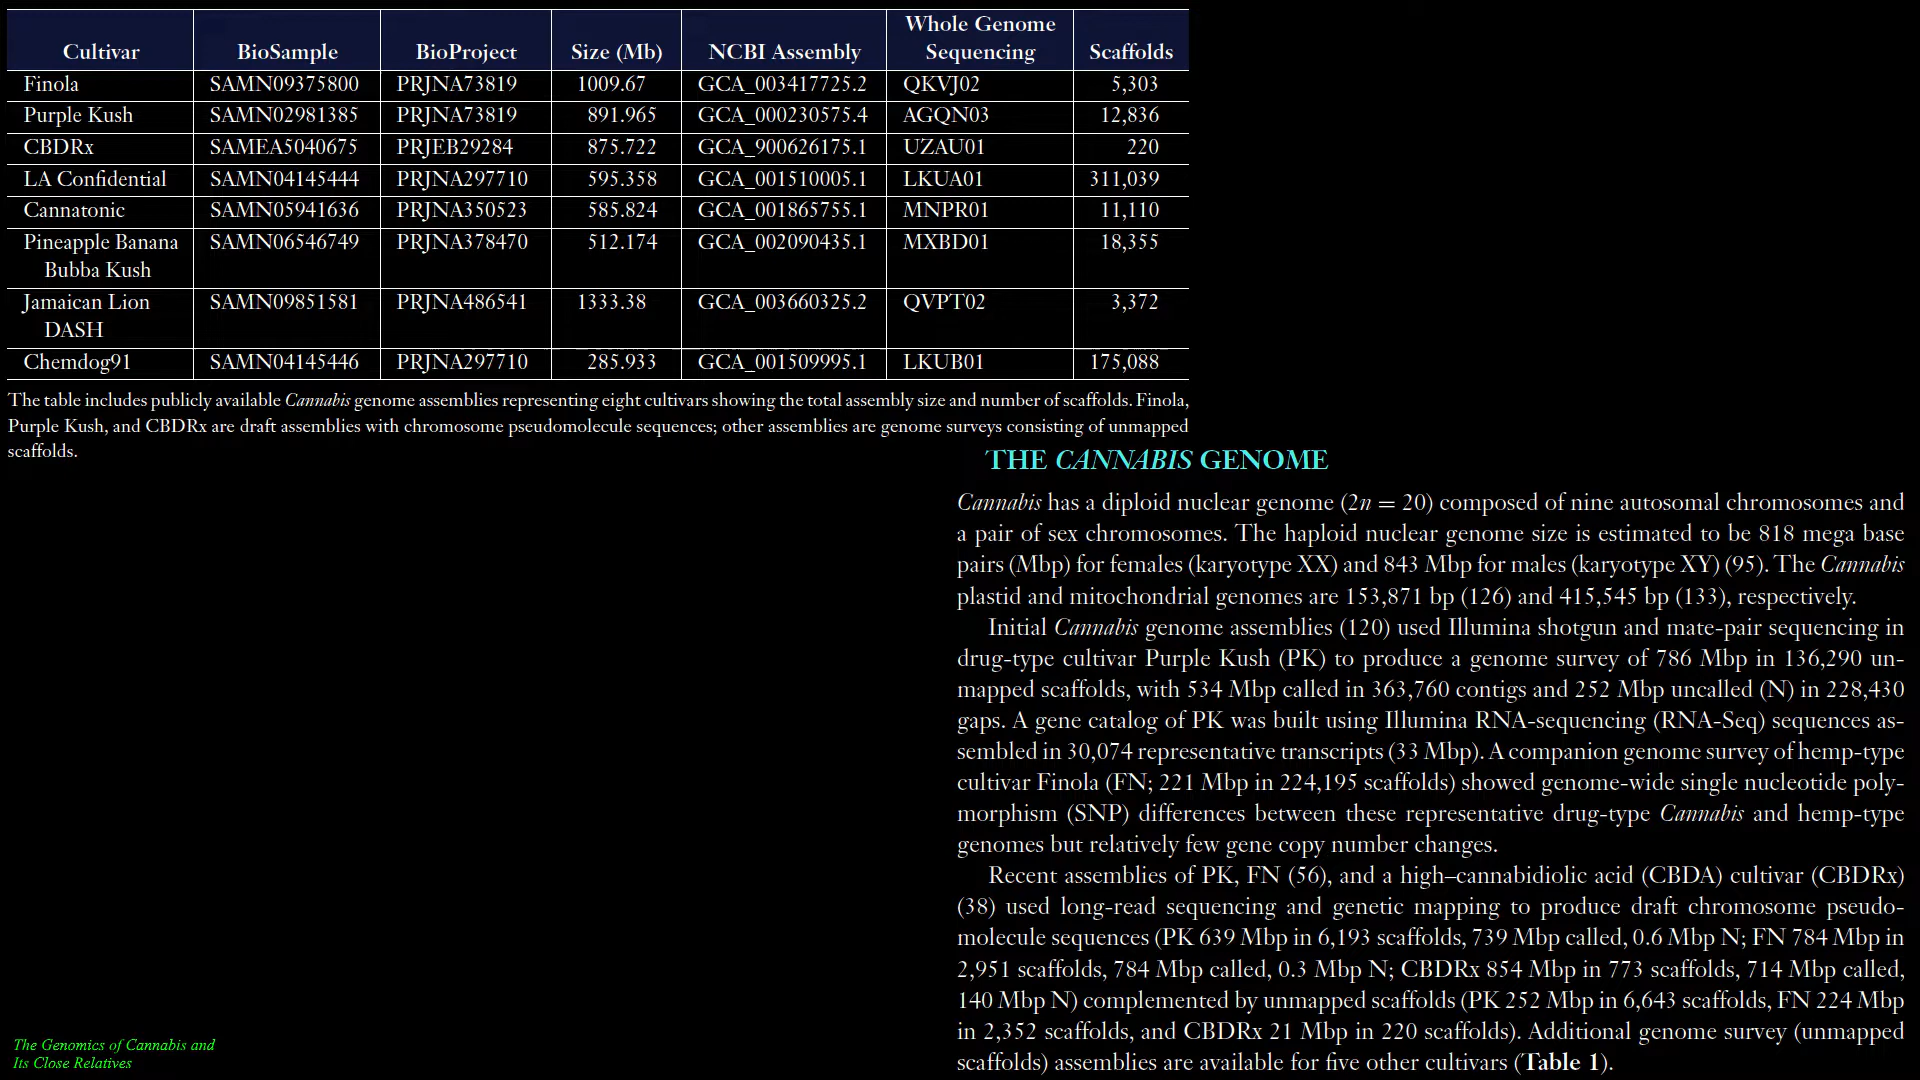 Cultivar BioSample BioProject Size (Mb) NCBI Assembly Whole Genome Sequencing Scaffolds
Finola SAMN09375800 PRJNA73819 1009.67 GCA_003417725.2 QKVJ02 5,303
Purple Kush SAMN02981385 PRJNA73819 891.965 GCA_000230575.4 AGQN03 12,836
CBDRx SAMEA5040675 PRJEB29284 875.722 GCA_900626175.1 UZAU01 220
LA Confidential SAMN04145444 PRJNA297710 595.358 GCA_001510005.1 LKUA01 311,039
Cannatonic SAMN05941636 PRJNA350523 585.824 GCA_001865755.1 MNPR01 11,110
Pineapple Banana Bubba Kush SAMN06546749 PRJNA378470 512.174 GCA_002090435.1 MXBD01 18,355
Jamaican Lion DASH SAMN09851581 PRJNA486541 1333.38 GCA_003660325.2 QVPT02 3,372
Chemdog91 SAMN04145446 PRJNA297710 285.933 GCA_001509995.1 LKUB01 175,088
The table includes publicly available Cannabis genome assemblies representing eight cultivars showing the total assembly size and number of scaffolds. Finola,
Purple Kush, and CBDRx are draft assemblies with chromosome pseudomolecule sequences; other assemblies are genome surveys consisting of unmapped
scaffolds.
THE CANNABIS GENOME
Cannabis has a diploid nuclear genome (2n = 20) composed of nine autosomal chromosomes and
a pair of sex chromosomes. The haploid nuclear genome size is estimated to be 818 mega base
pairs (Mbp) for females (karyotype XX) and 843 Mbp for males (karyotype XY) (95). The Cannabis
plastid and mitochondrial genomes are 153,871 bp (126) and 415,545 bp (133), respectively.
Initial Cannabis genome assemblies (120) used Illumina shotgun and mate-pair sequencing in
drug-type cultivar Purple Kush (PK) to produce a genome survey of 786 Mbp in 136,290 un-
mapped scaffolds, with 534 Mbp called in 363,760 contigs and 252 Mbp uncalled (N) in 228,430
gaps. A gene catalog of PK was built using Illumina RNA-sequencing (RNA-Seq) sequences as-
sembled in 30,074 representative transcripts (33 Mbp). A companion genome survey of hemp-type
cultivar Finola (FN; 221 Mbp in 224,195 scaffolds) showed genome-wide single nucleotide poly-
morphism (SNP) differences between these representative drug-type Cannabis and hemp-type
genomes but relatively few gene copy number changes.
Recent assemblies of PK, FN (56), and a high–cannabidiolic acid (CBDA) cultivar (CBDRx)
(38) used long-read sequencing and genetic mapping to produce draft chromosome pseudo-
molecule sequences (PK 639 Mbp in 6,193 scaffolds, 739 Mbp called, 0.6 Mbp N; FN 784 Mbp in
2,951 scaffolds, 784 Mbp called, 0.3 Mbp N; CBDRx 854 Mbp in 773 scaffolds, 714 Mbp called,
140 Mbp N) complemented by unmapped scaffolds (PK 252 Mbp in 6,643 scaffolds, FN 224 Mbp
in 2,352 scaffolds, and CBDRx 21 Mbp in 220 scaffolds). Additional genome survey (unmapped
scaffolds) assemblies are available for five other cultivars (Table 1).
The Genomics of Cannabis and
Its Close Relatives